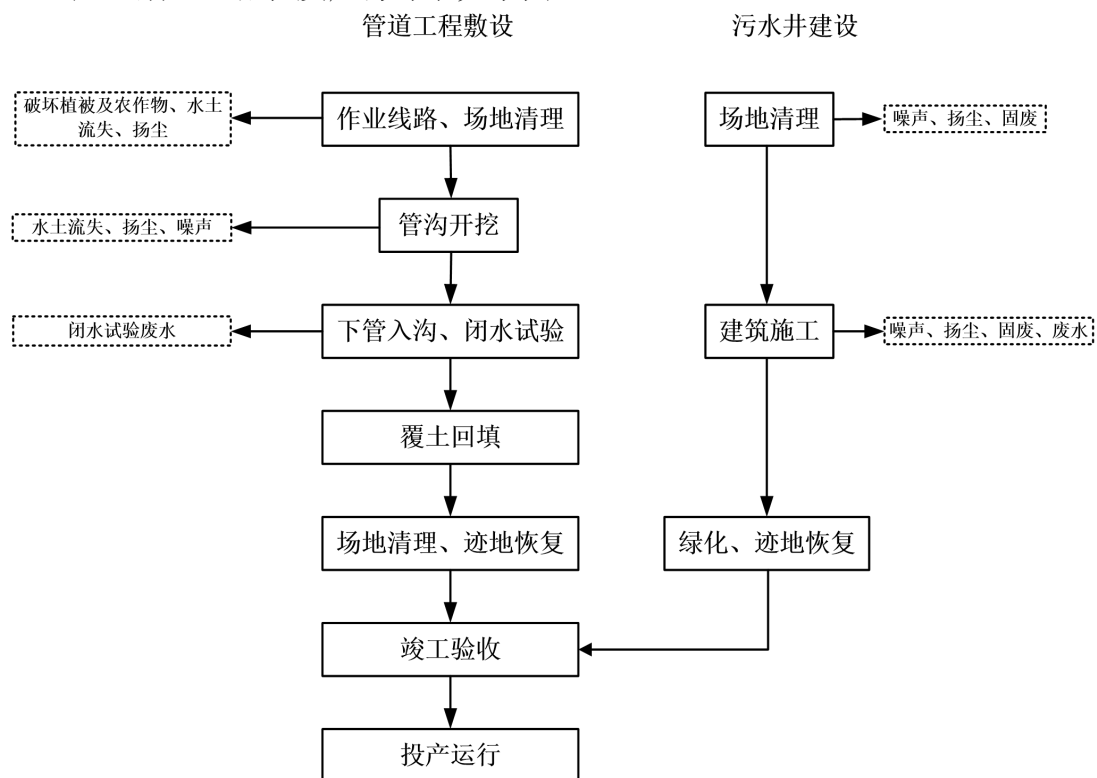 管道工程敷设
污水井建设
破坏植被及农作物、水土
流失、扬尘
作业线路、场地清理
场地清理
噪声、扬尘、固废
水土流失、扬尘、噪声
管沟开挖
闭水试验废水
下管入沟、闭水试验
建筑施工
噪声、扬尘、固废、废水
覆土回填
场地清理、迹地恢复
绿化、迹地恢复
竣工验收
投产运行